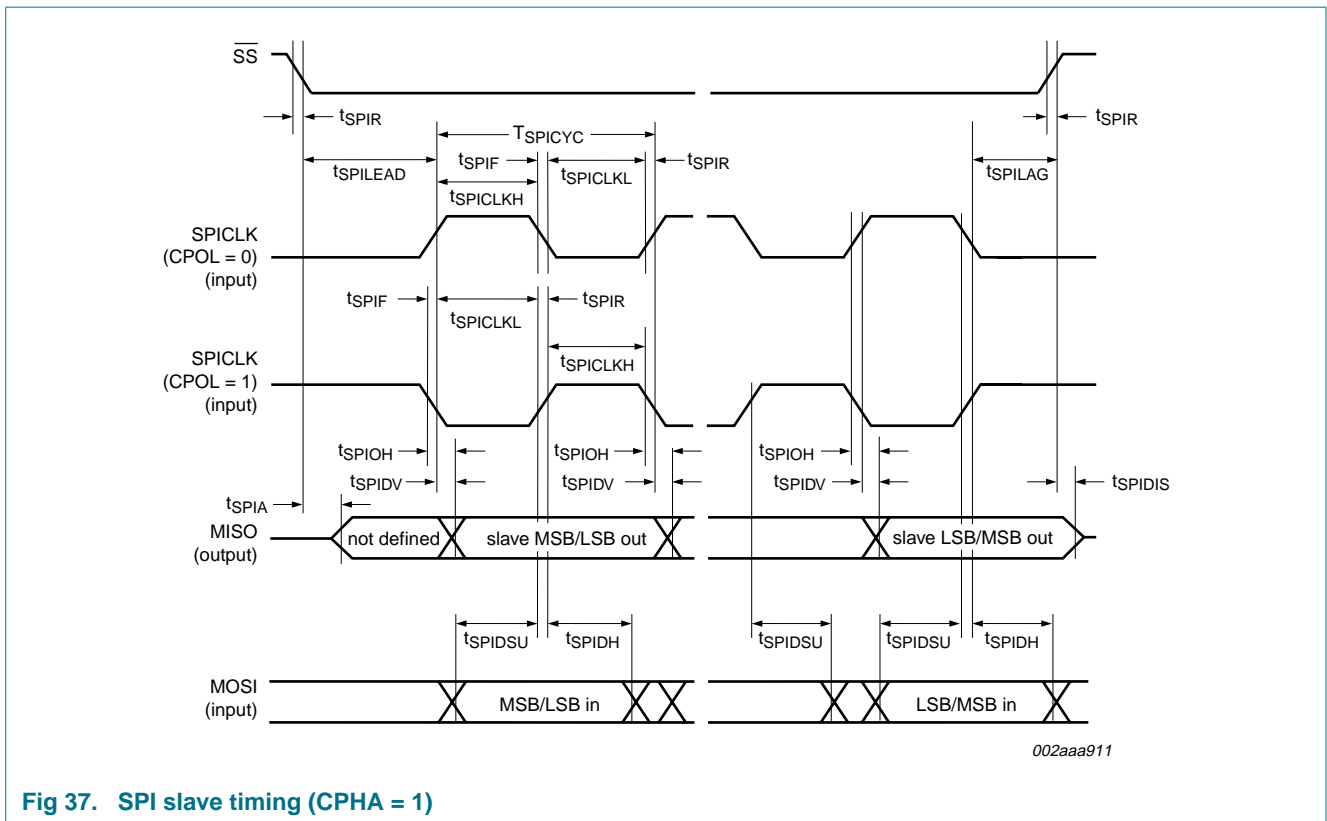 SS
tSPIR
tSPIR
TSPICYC
tSPIF
tSPIR
tSPILEAD
tSPICLKL
tSPILAG
tSPICLKH
SPICLK
(CPOL = 0)
(input)
tSPIF
tSPIR
tSPICLKL
tSPICLKH
SPICLK
(CPOL = 1)
(input)
tSPIOH
tSPIOH
tSPIOH
tSPIDV
tSPIDV
tSPIDV
tSPIDIS
tSPIA
MISO
(output)
not defined
slave MSB/LSB out
slave LSB/MSB out
tSPIDSU
tSPIDH
tSPIDSU
tSPIDSU
tSPIDH
MOSI
(input)
MSB/LSB in
LSB/MSB in
002aaa911
Fig 37. SPI slave timing (CPHA = 1)